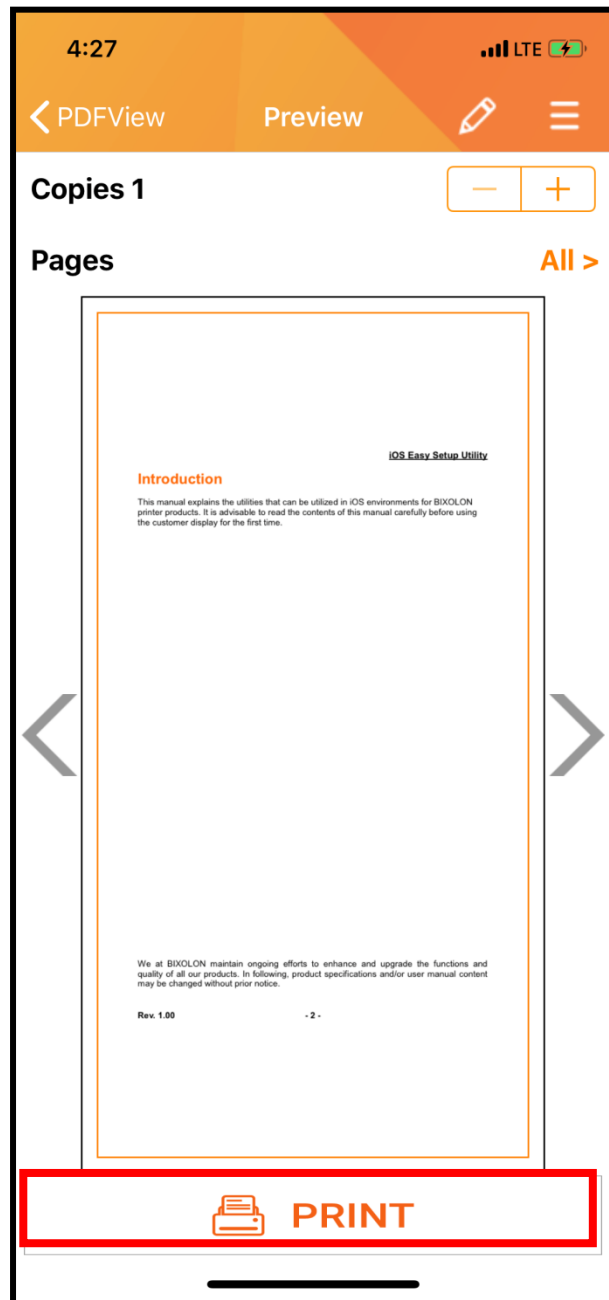 4:27 LTE
PDFView Preview
Copies 1
Pages All >
iOS Easy Setup Utility
Introduction
This manual explains the utilities that can be utilized in iOS environments for BIXOLON
printer products. It is advisable to read the contents of this manual carefully before using
the customer display for the first time.
We at BIXOLON maintain ongoing efforts to enhance and upgrade the functions and
quality of all our products. In following, product specifications and/or user manual content
may be changed without prior notice.
Rev. 1.00 - 2 -
PRINT